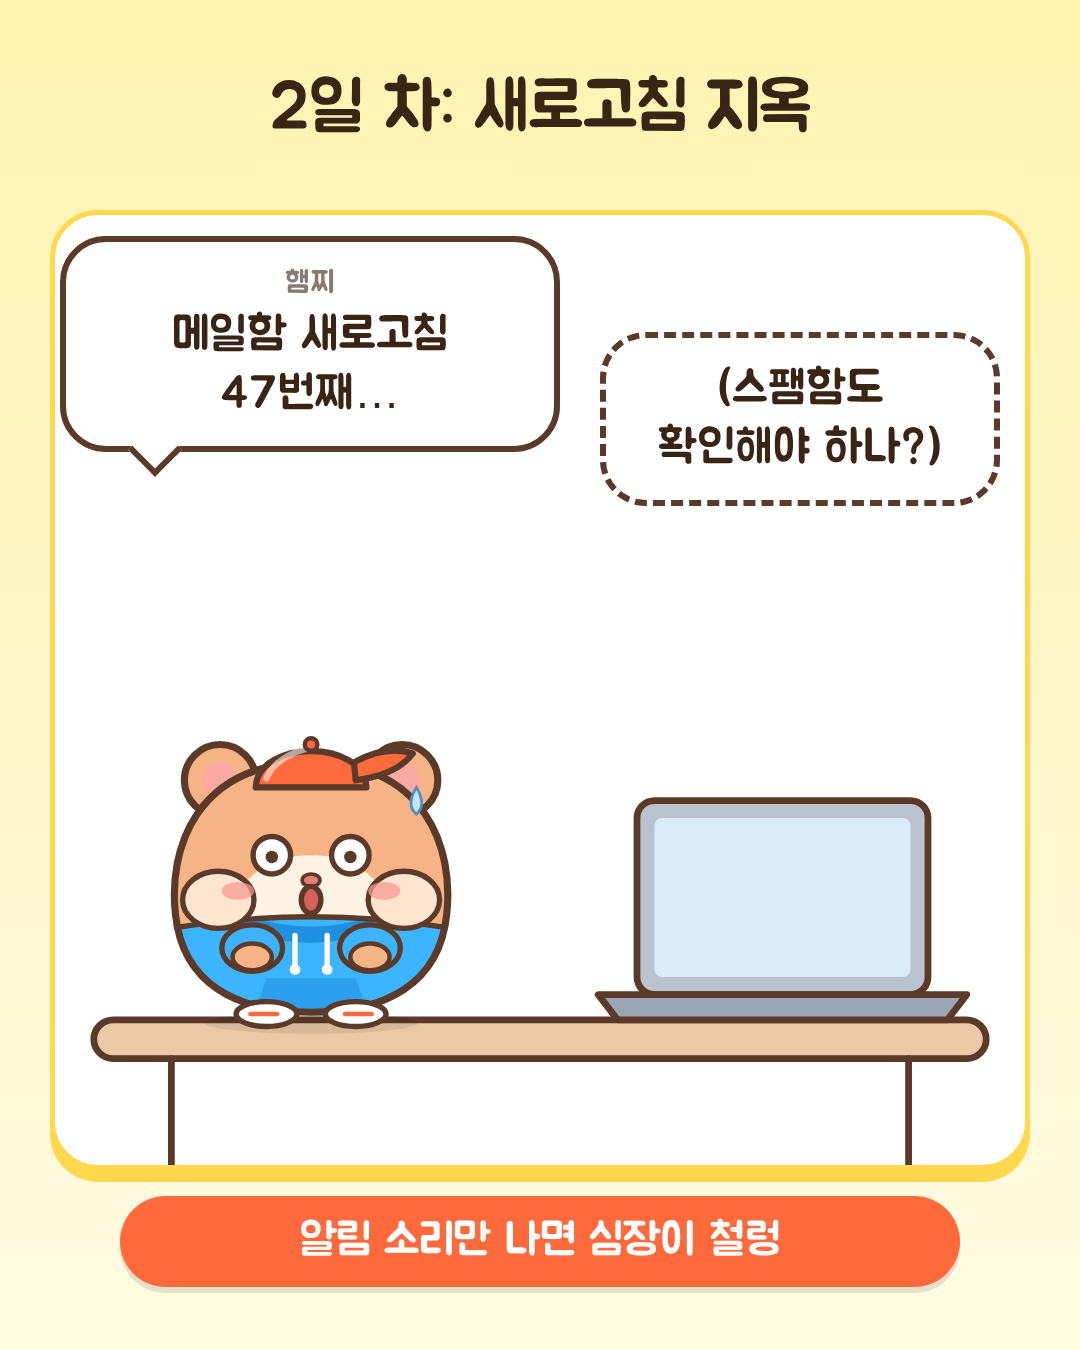 2일 차: 새로고침 지옥
햄찌
메일함 새로고침
47번째...
(스팸함도
확인해야 하나?)
알림 소리만 나면 심장이 철렁